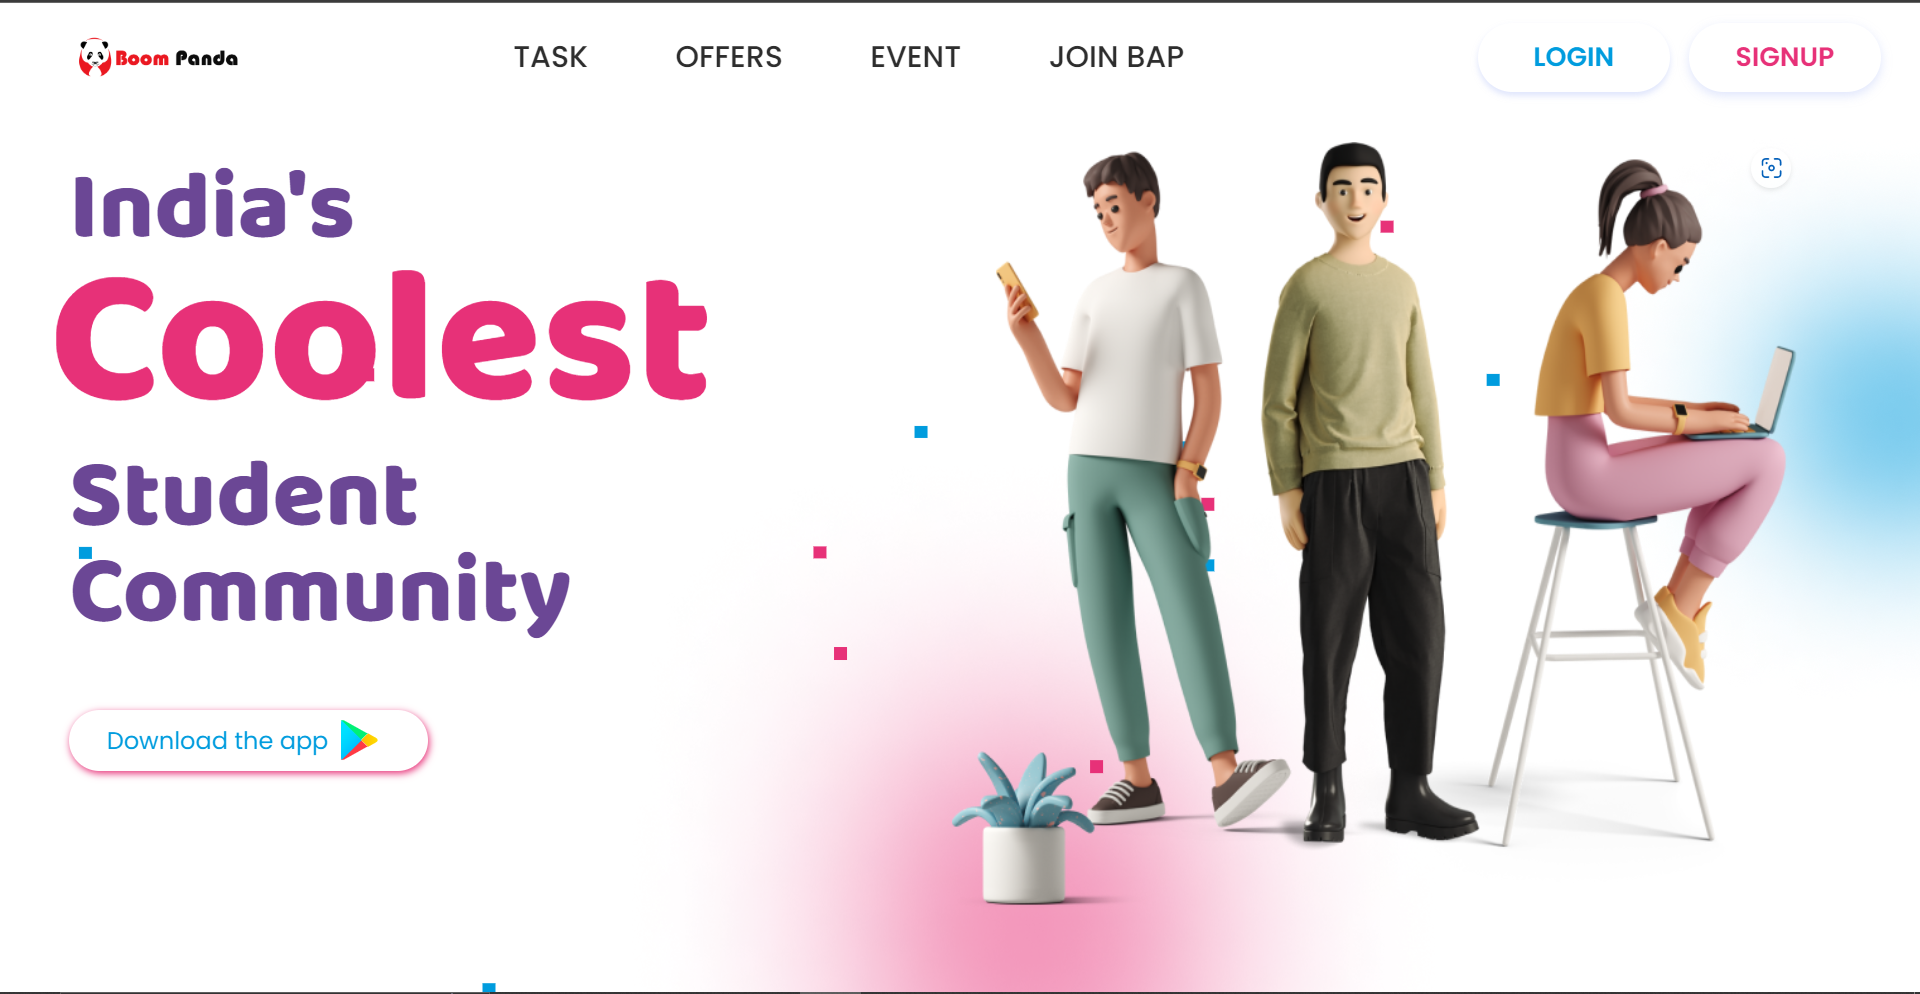 Boom Panda
TASK
OFFERS
EVENT
JOIN BAP
LOGIN
SIGNUP
India's
Coolest
Student
Community
Download the app